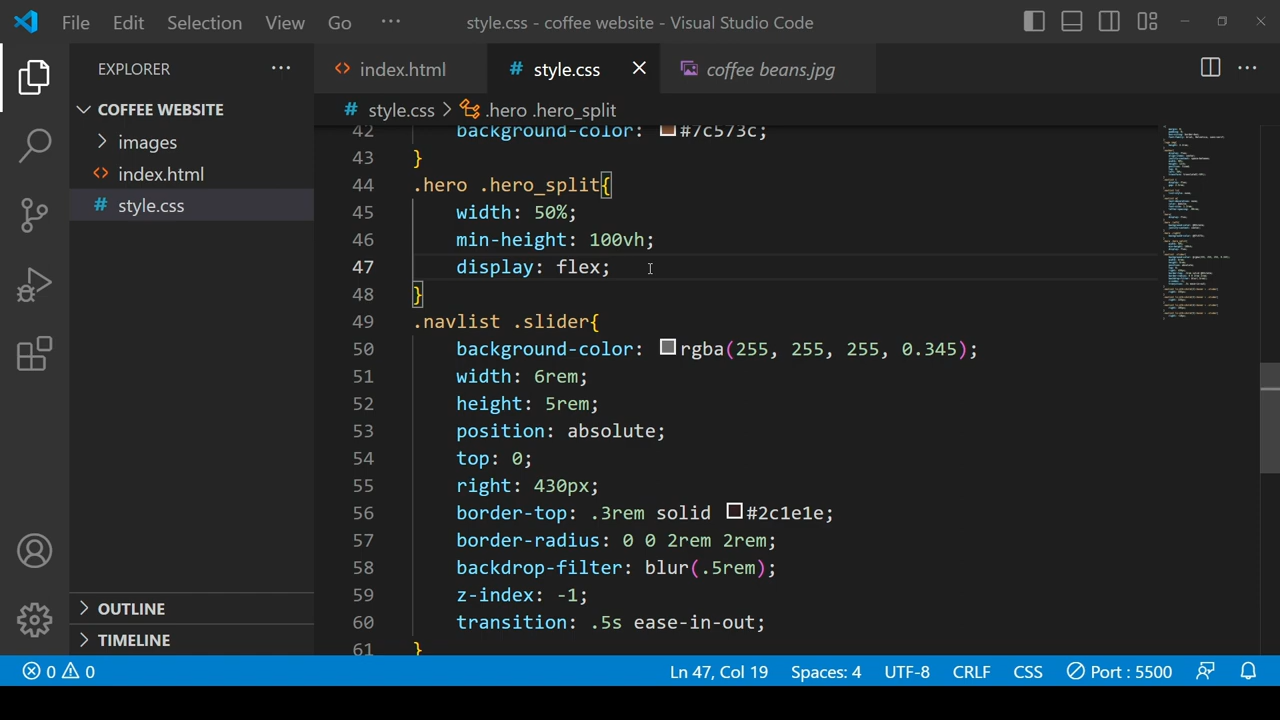 File Edit Selection View Go ··· style.css - coffee website - Visual Studio Code
EXPLORER ···
COFFEE WEBSITE
images
index.html
style.css
OUTLINE
TIMELINE
index.html style.css coffee beans.jpg ···
style.css > .hero .hero_split
42 background-color: #7c573c;
43 }
44 .hero .hero_split{
45 width: 50%;
46 min-height: 100vh;
47 display: flex;
48 }
49 .navlist .slider{
50 background-color: rgba(255, 255, 255, 0.345);
51 width: 6rem;
52 height: 5rem;
53 position: absolute;
54 top: 0;
55 right: 430px;
56 border-top: .3rem solid #2c1e1e;
57 border-radius: 0 0 2rem 2rem;
58 backdrop-filter: blur(.5rem);
59 z-index: -1;
60 transition: .5s ease-in-out;
61 }
0 0 Ln 47, Col 19 Spaces: 4 UTF-8 CRLF CSS Port : 5500